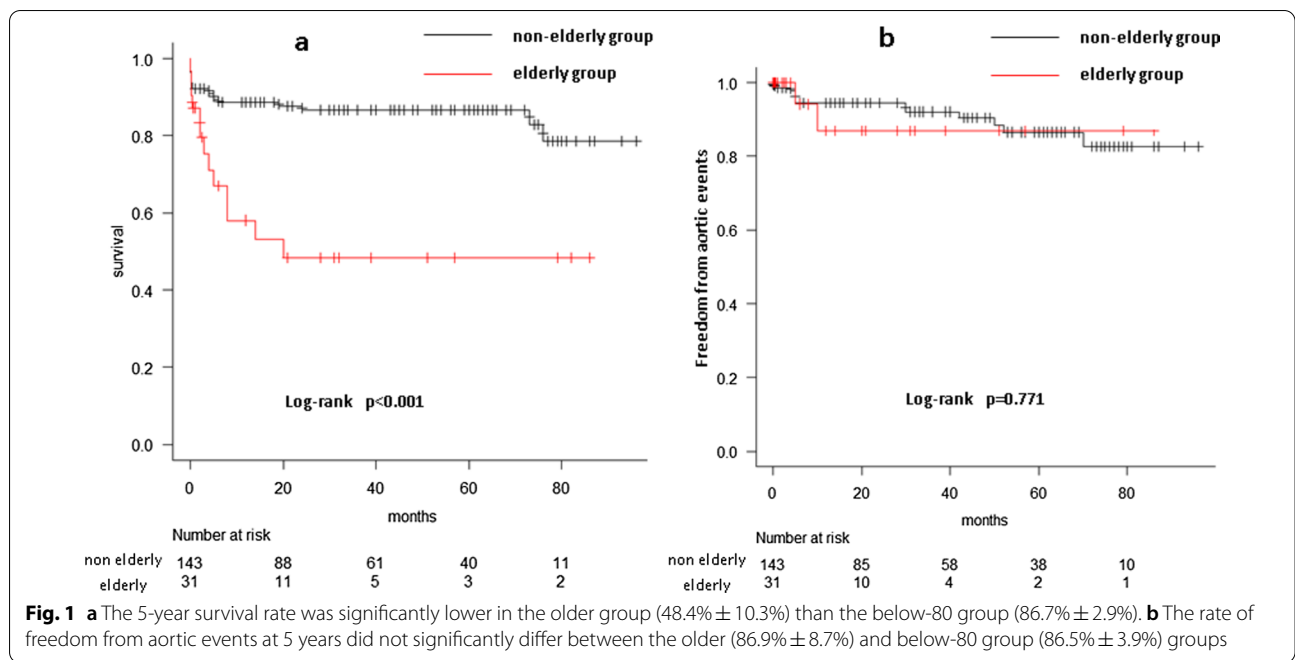 a
non-elderly group
elderly group
1.0
0.8
0.6
0.4
0.2
0.0
survival
Log-rank p<0.001
0 20 40 60 80
months
Number at risk
non elderly 143 88 61 40 11
elderly 31 11 5 3 2
b
non-elderly group
elderly group
1.0
0.8
0.6
0.4
0.2
0.0
Freedom from aortic events
Log-rank p=0.771
0 20 40 60 80
months
Number at risk
non elderly 143 85 58 38 10
elderly 31 10 4 2 1
Fig. 1 a The 5-year survival rate was significantly lower in the older group (48.4% ± 10.3%) than the below-80 group (86.7% ± 2.9%). b The rate of
freedom from aortic events at 5 years did not significantly differ between the older (86.9% ± 8.7%) and below-80 group (86.5% ± 3.9%) groups